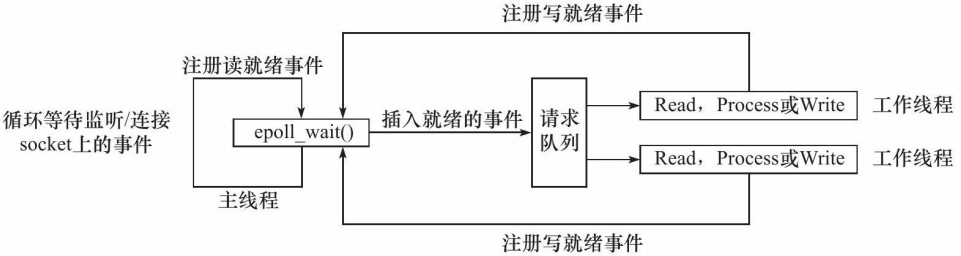 注册写就绪事件
注册读就绪事件
循环等待监听/连接
socket上的事件
epoll_wait()
主线程
插入就绪的事件
请求
队列
Read，Process或Write
工作线程
Read，Process或Write
工作线程
注册写就绪事件